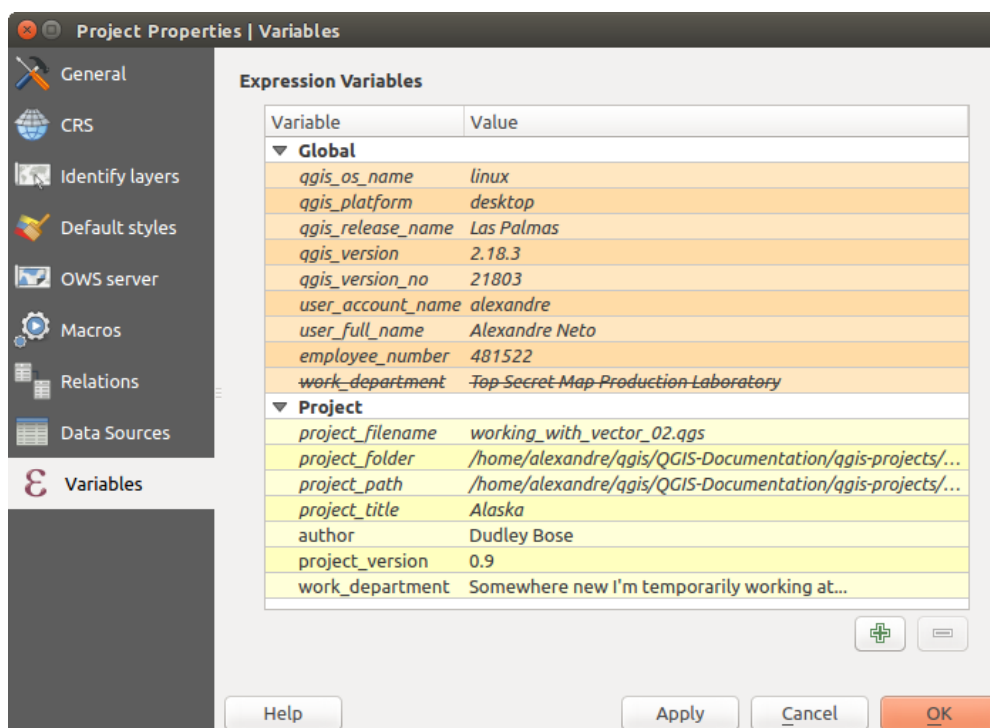 Project Properties | Variables
General
CRS
Identify layers
Default styles
OWS server
Macros
Relations
Data Sources
Variables
Expression Variables
Variable Value
Global
qgis_os_name linux
qgis_platform desktop
qgis_release_name Las Palmas
qgis_version 2.18.3
qgis_version_no 21803
user_account_name alexandre
user_full_name Alexandre Neto
employee_number 481522
work_department Top Secret Map Production Laboratory
Project
project_filename working_with_vector_02.qgs
project_folder /home/alexandre/qgis/QGIS-Documentation/qgis-projects/...
project_path /home/alexandre/qgis/QGIS-Documentation/qgis-projects/...
project_title Alaska
author Dudley Bose
project_version 0.9
work_department Somewhere new I'm temporarily working at...
Help Apply Cancel OK